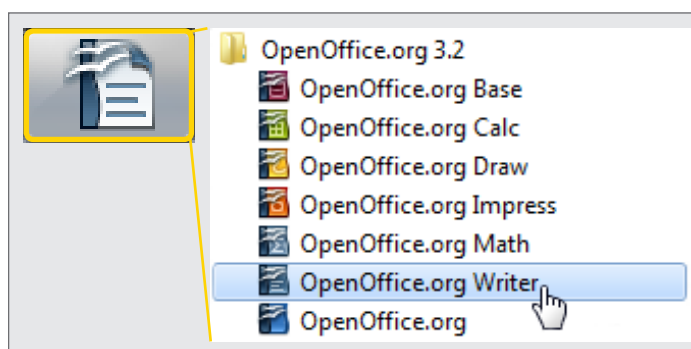 OpenOffice.org 3.2
OpenOffice.org Base
OpenOffice.org Calc
OpenOffice.org Draw
OpenOffice.org Impress
OpenOffice.org Math
OpenOffice.org Writer
OpenOffice.org